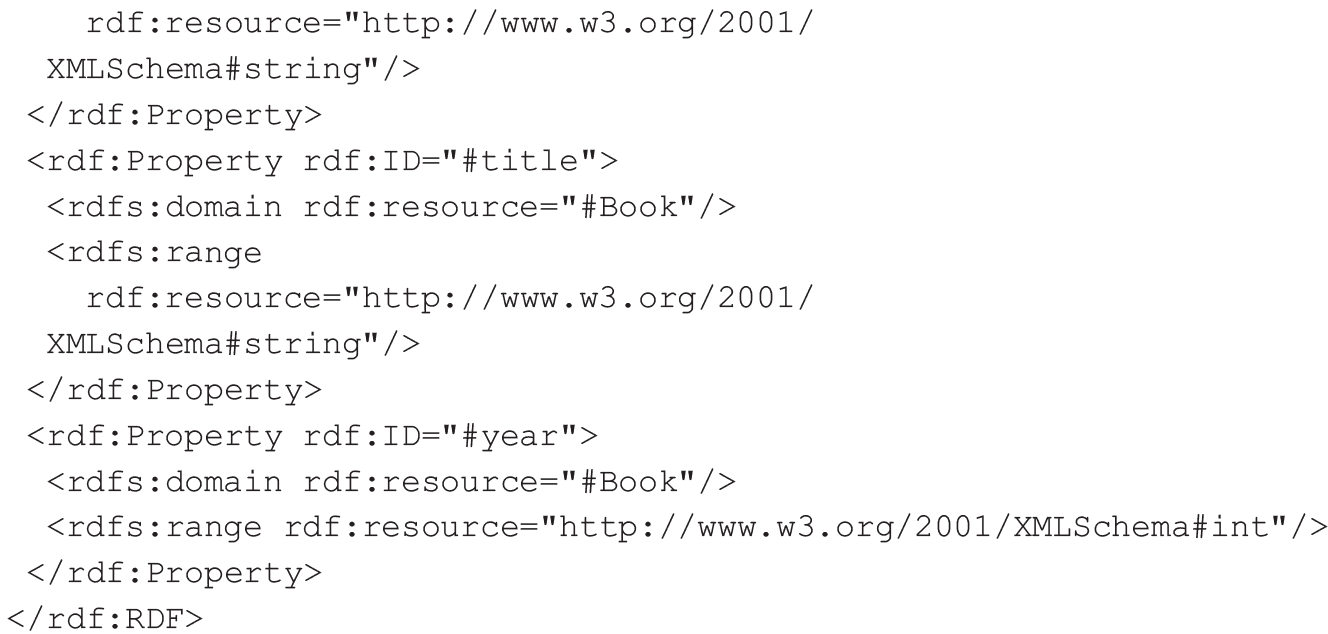 rdf:resource="http://www.w3.org/2001/
XMLSchema#string"/>
</rdf:Property>
<rdf:Property rdf:ID="#title">
<rdfs:domain rdf:resource="#Book"/>
<rdfs:range
rdf:resource="http://www.w3.org/2001/
XMLSchema#string"/>
</rdf:Property>
<rdf:Property rdf:ID="#year">
<rdfs:domain rdf:resource="#Book"/>
<rdfs:range rdf:resource="http://www.w3.org/2001/XMLSchema#int"/>
</rdf:Property>
</rdf:RDF>